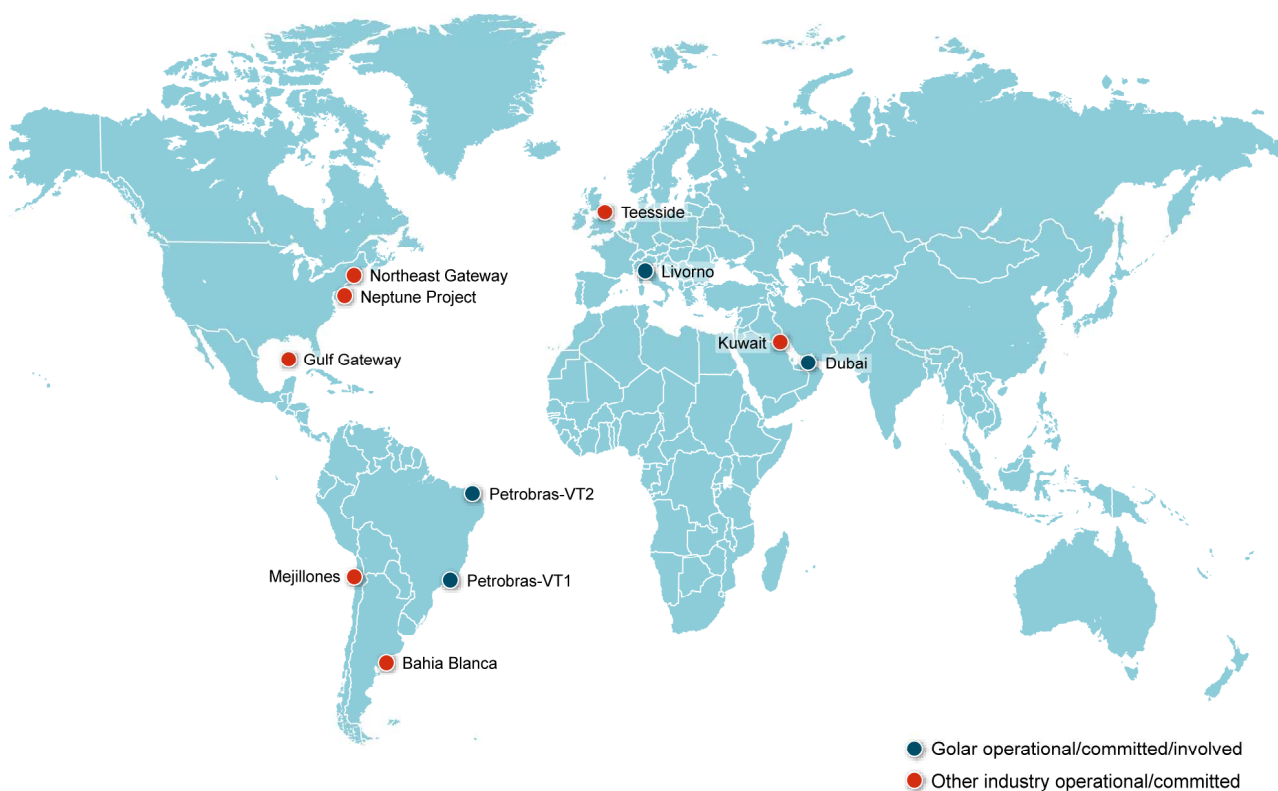 Teesside
Livorno
Northeast Gateway
Neptune Project
Kuwait
Dubai
Gulf Gateway
Petrobras-VT2
Mejillones
Petrobras-VT1
Bahia Blanca
Golar operational/committed/involved
Other industry operational/committed